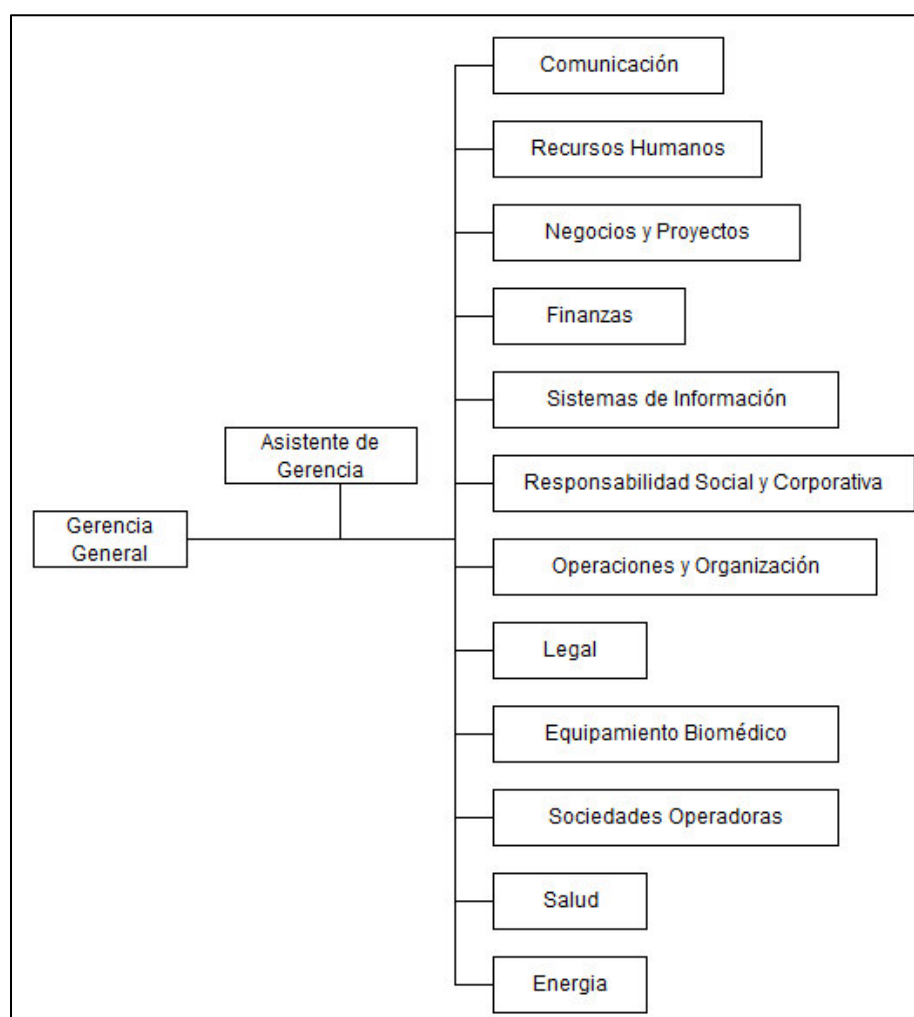 Comunicación
Recursos Humanos
Negocios y Proyectos
Finanzas
Sistemas de Información
Asistente de
Gerencia
Responsabilidad Social y Corporativa
Gerencia
General
Operaciones y Organización
Legal
Equipamiento Biomédico
Sociedades Operadoras
Salud
Energia